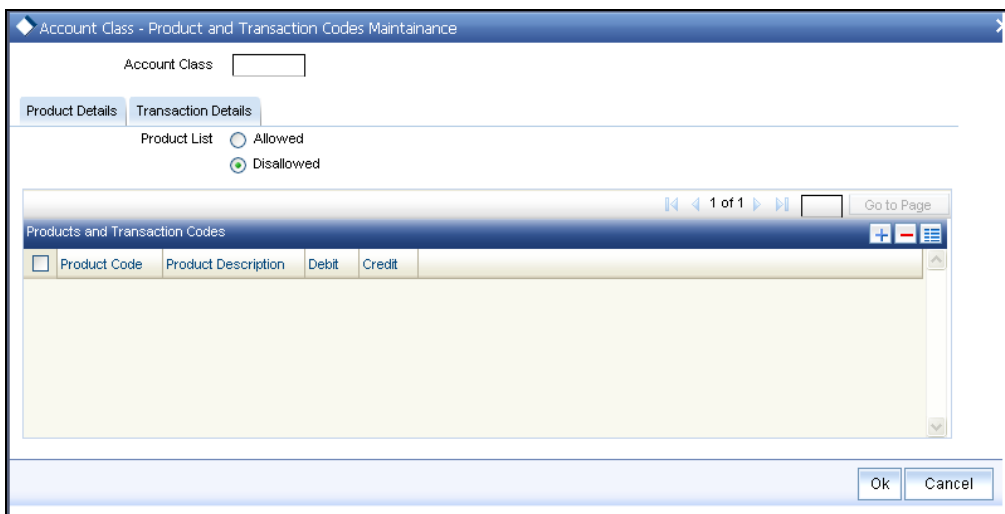 Account Class - Product and Transaction Codes Maintainance
Account Class
Product Details Transaction Details
Product List Allowed
Disallowed
1 of 1 Go to Page
Products and Transaction Codes
Product Code Product Description Debit Credit
Ok Cancel